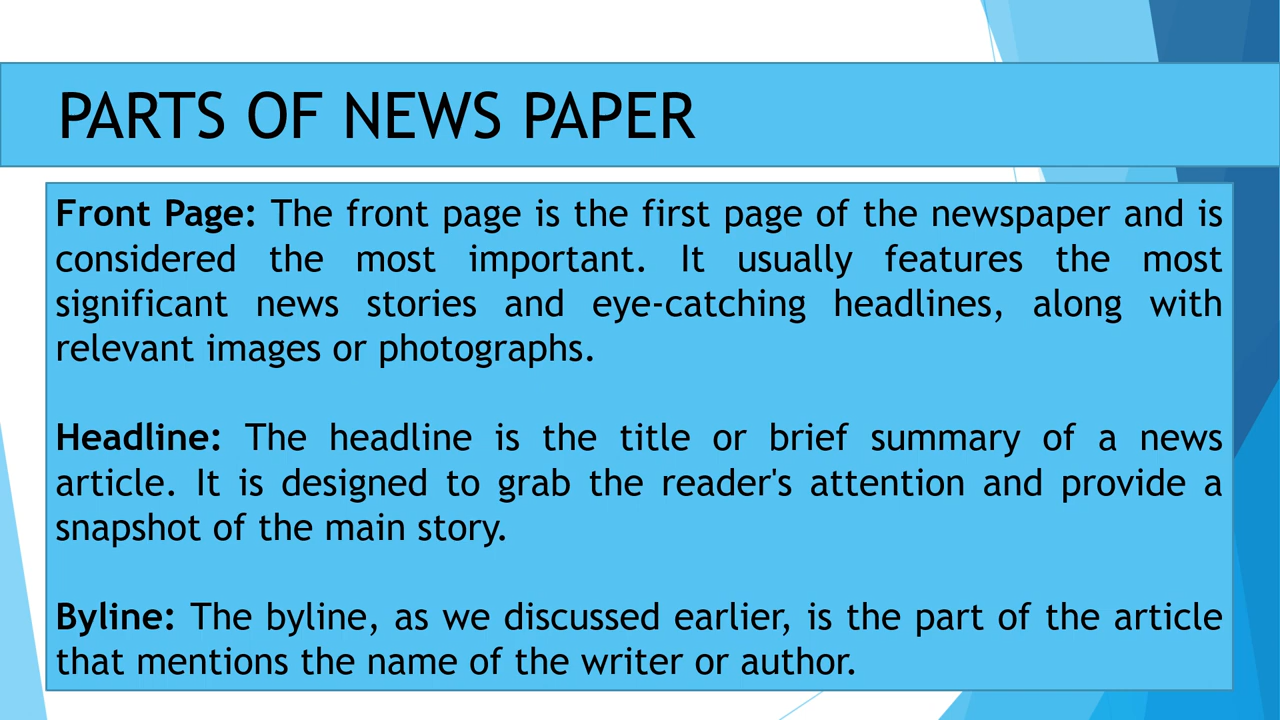 PARTS OF NEWS PAPER
Front Page: The front page is the first page of the newspaper and is
considered the most important. It usually features the most
significant news stories and eye-catching headlines, along with
relevant images or photographs.
Headline: The headline is the title or brief summary of a news
article. It is designed to grab the reader's attention and provide a
snapshot of the main story.
Byline: The byline, as we discussed earlier, is the part of the article
that mentions the name of the writer or author.